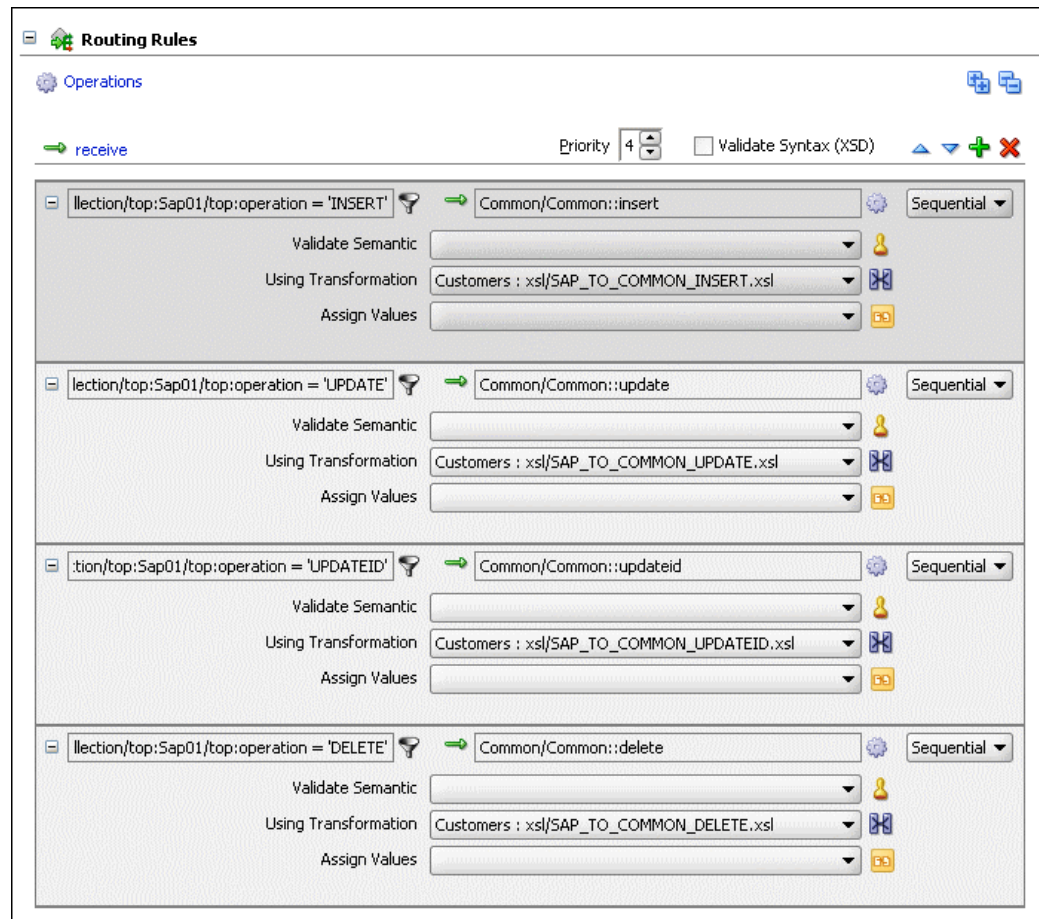 Routing Rules
Operations
receive Priority 4 Validate Syntax (XSD)
llection/top:Sap01/top:operation = 'INSERT' Common/Common::insert Sequential
Validate Semantic
Using Transformation Customers : xsl/SAP_TO_COMMON_INSERT.xsl
Assign Values
lection/top:Sap01/top:operation = 'UPDATE' Common/Common::update Sequential
Validate Semantic
Using Transformation Customers : xsl/SAP_TO_COMMON_UPDATE.xsl
Assign Values
:tion/top:Sap01/top:operation = 'UPDATEID' Common/Common::updateid Sequential
Validate Semantic
Using Transformation Customers : xsl/SAP_TO_COMMON_UPDATEID.xsl
Assign Values
llection/top:Sap01/top:operation = 'DELETE' Common/Common::delete Sequential
Validate Semantic
Using Transformation Customers : xsl/SAP_TO_COMMON_DELETE.xsl
Assign Values